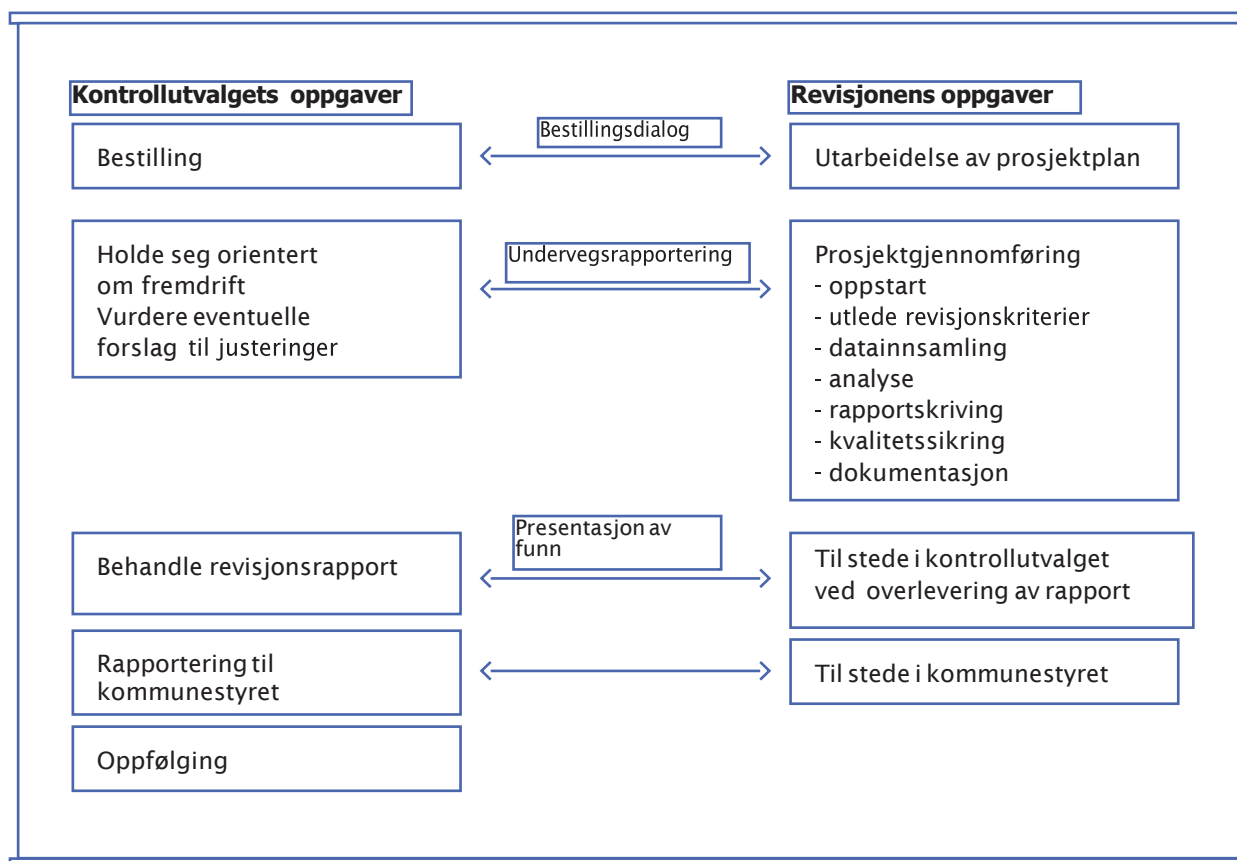 Kontrollutvalgets oppgaver
Revisjonens oppgaver
Bestilling
Bestillingsdialog
Utarbeidelse av prosjektplan
Holde seg orientert
om fremdrift
Vurdere eventuelle
forslag til justeringer
Undervegsrapportering
Prosjektgjennomføring
- oppstart
- utlede revisjonskriterier
- datainnsamling
- analyse
- rapportskriving
- kvalitetssikring
- dokumentasjon
Behandle revisjonsrapport
Presentasjon av
funn
Til stede i kontrollutvalget
ved overlevering av rapport
Rapportering til
kommunestyret
Til stede i kommunestyret
Oppfølging